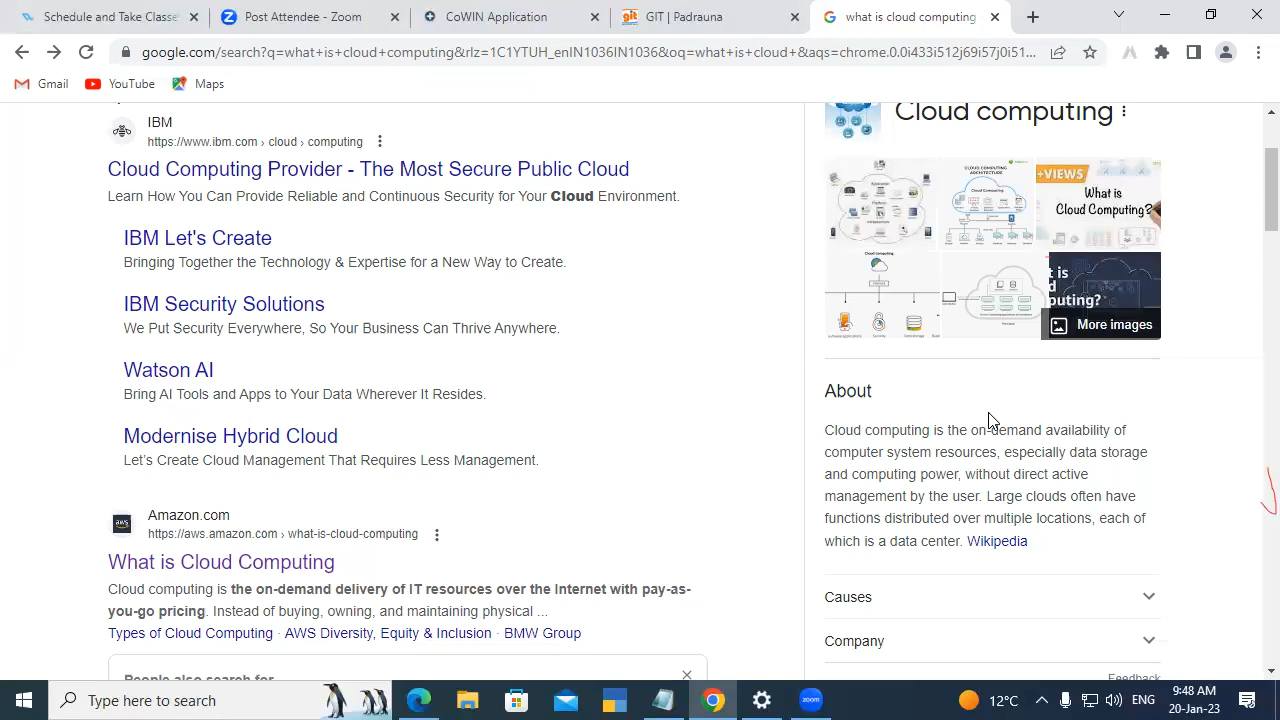 Schedule and Data Classe
Post Attendee - Zoom
CoWIN Application
GIT | Padrauna
what is cloud computing
google.com/search?q=what+is+cloud+computing&rlz=1C1YTUH_enIN1036IN1036&oq=what+is+cloud+&aqs=chrome.0.0i433i512j69i57j0i51...
Gmail
YouTube
Maps
IBM
https://www.ibm.com › cloud › computing
Cloud Computing Provider - The Most Secure Public Cloud
Learn How You Can Provide Reliable and Continuous Security for Your Cloud Environment.
IBM Let's Create
Bringing Together the Technology & Expertise for a New Way to Create.
IBM Security Solutions
We Put Security Everywhere, So Your Business Can Thrive Anywhere.
Watson AI
Bring AI Tools and Apps to Your Data Wherever It Resides.
Modernise Hybrid Cloud
Let's Create Cloud Management That Requires Less Management.
aws
Amazon.com
https://aws.amazon.com › what-is-cloud-computing
What is Cloud Computing
Cloud computing is the on-demand delivery of IT resources over the Internet with pay-as-
you-go pricing. Instead of buying, owning, and maintaining physical ...
Types of Cloud Computing · AWS Diversity, Equity & Inclusion · BMW Group
People also search for
Cloud computing
CLOUD COMPUTING
ARCHITECTURE
Cloud Computing
+VIEWS
What is
Cloud Computing?
Cloud computing
More images
About
Cloud computing is the on-demand availability of
computer system resources, especially data storage
and computing power, without direct active
management by the user. Large clouds often have
functions distributed over multiple locations, each of
which is a data center. Wikipedia
Causes
Company
Feedback
Type here to search
zoom
12°C
ENG
9:48 AM
20-Jan-23